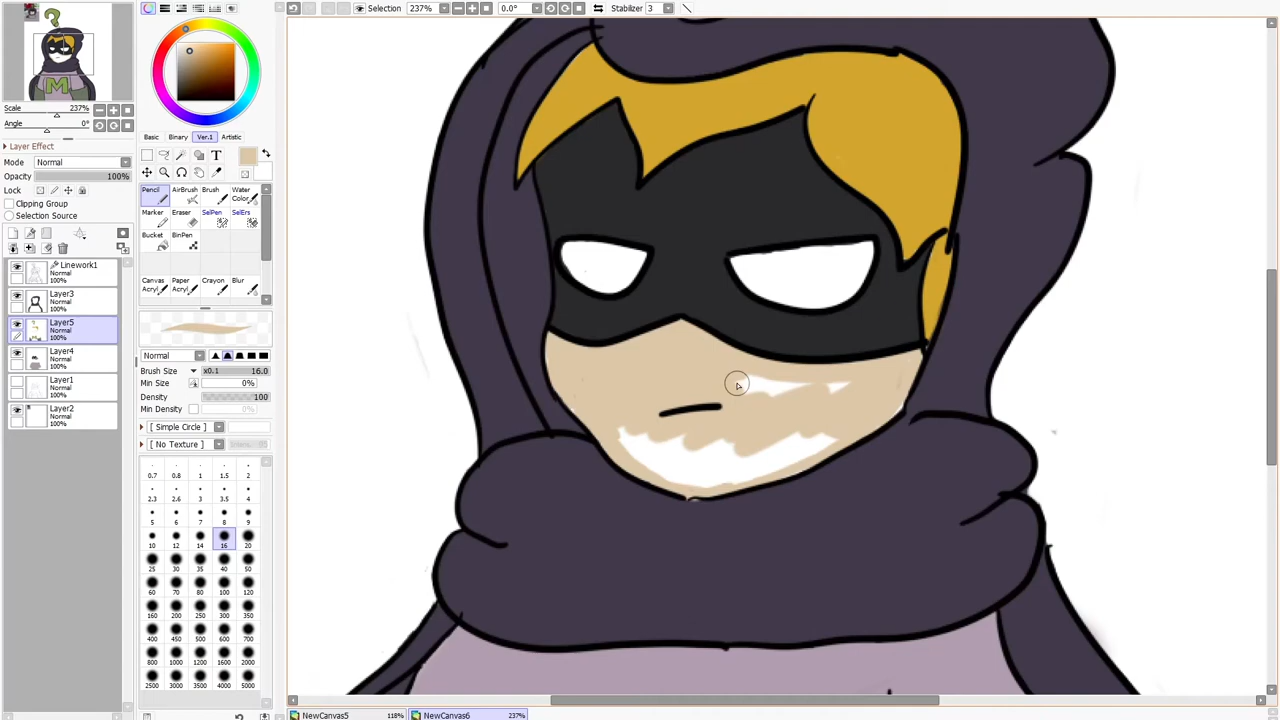 Selection 237% 0.0° Stabilizer 3
M
Scale 237%
Angle 0°
Layer Effect
Mode Normal
Opacity 100%
Lock
Clipping Group
Selection Source
Linework1
Normal
100%
Layer3
Normal
100%
Layer5
Normal
100%
Layer4
Normal
100%
Layer1
Normal
100%
Layer2
Normal
100%
Basic Binary Ver.1 Artistic
T
Pencil AirBrush Brush Water Color
Marker Eraser SelPen SelErs
Bucket BinPen
Canvas Acryl. Paper Acryl. Crayon Blur
Normal
Brush Size x0.1 16.0
Min Size 0%
Density 100
Min Density 0%
[ Simple Circle ]
[ No Texture ]
0.7 0.8 1 1.5 2
2.3 2.6 3 3.5 4
5 6 7 8 9
10 12 14 16 20
25 30 35 40 50
60 70 80 100 120
160 200 250 300 350
400 450 500 600 700
800 1000 1200 1600 2000
2500 3000 3500 4000 5000
NewCanvas5 118% NewCanvas6 237%